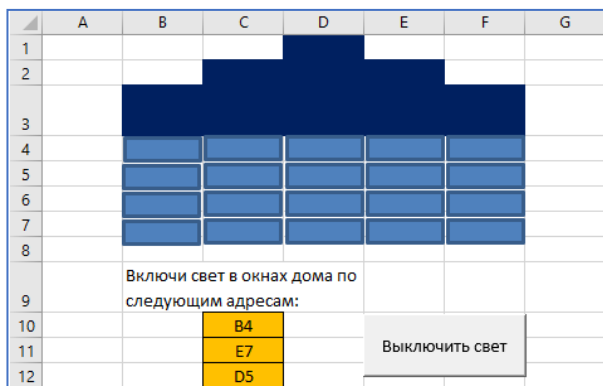 A B C D E F G
1
2
3
4
5
6
7
8
Включи свет в окнах дома по
9 следующим адресам:
10 B4
11 E7 Выключить свет
12 D5